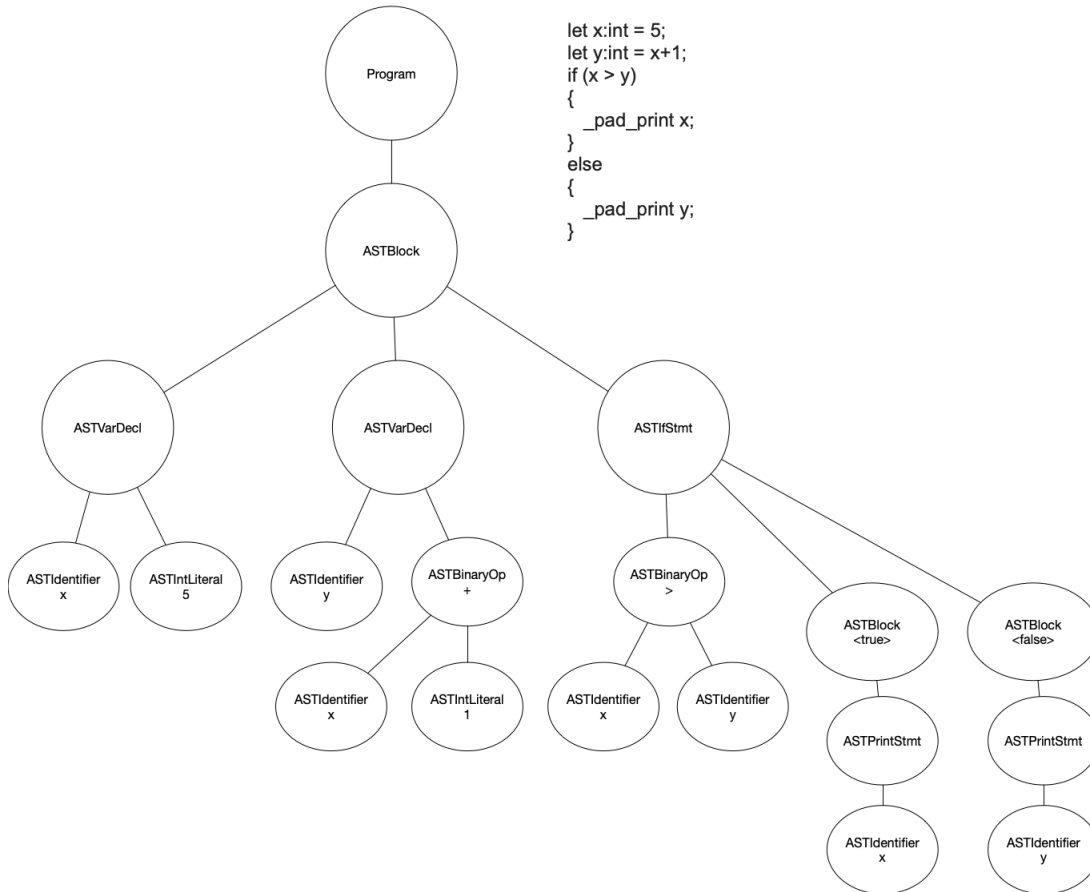 let x:int = 5;
let y:int = x+1;
if (x > y)
{
_pad_print x;
}
else
{
_pad_print y;
}
Program
ASTBlock
ASTVarDecl
ASTVarDecl
ASTIfStmt
ASTIdentifier
x
ASTIntLiteral
5
ASTIdentifier
y
ASTBinaryOp
+
ASTBinaryOp
>
ASTBlock
<true>
ASTBlock
<false>
ASTIdentifier
x
ASTIntLiteral
1
ASTIdentifier
x
ASTIdentifier
y
ASTPrintStmt
ASTPrintStmt
ASTIdentifier
x
ASTIdentifier
y